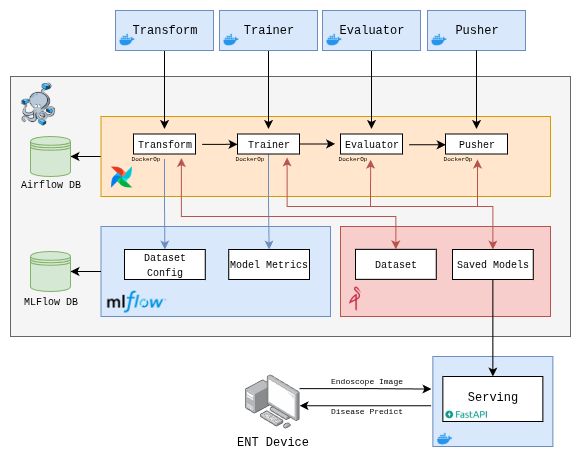 Transform
Trainer
Evaluator
Pusher
Transform
DockerOp
Trainer
DockerOp
Evaluator
DockerOp
Pusher
DockerOp
Airflow DB
Dataset
Config
Model Metrics
Dataset
Saved Models
mlflow
MLFlow DB
Endoscope Image
Disease Predict
Serving
FastAPI
ENT Device